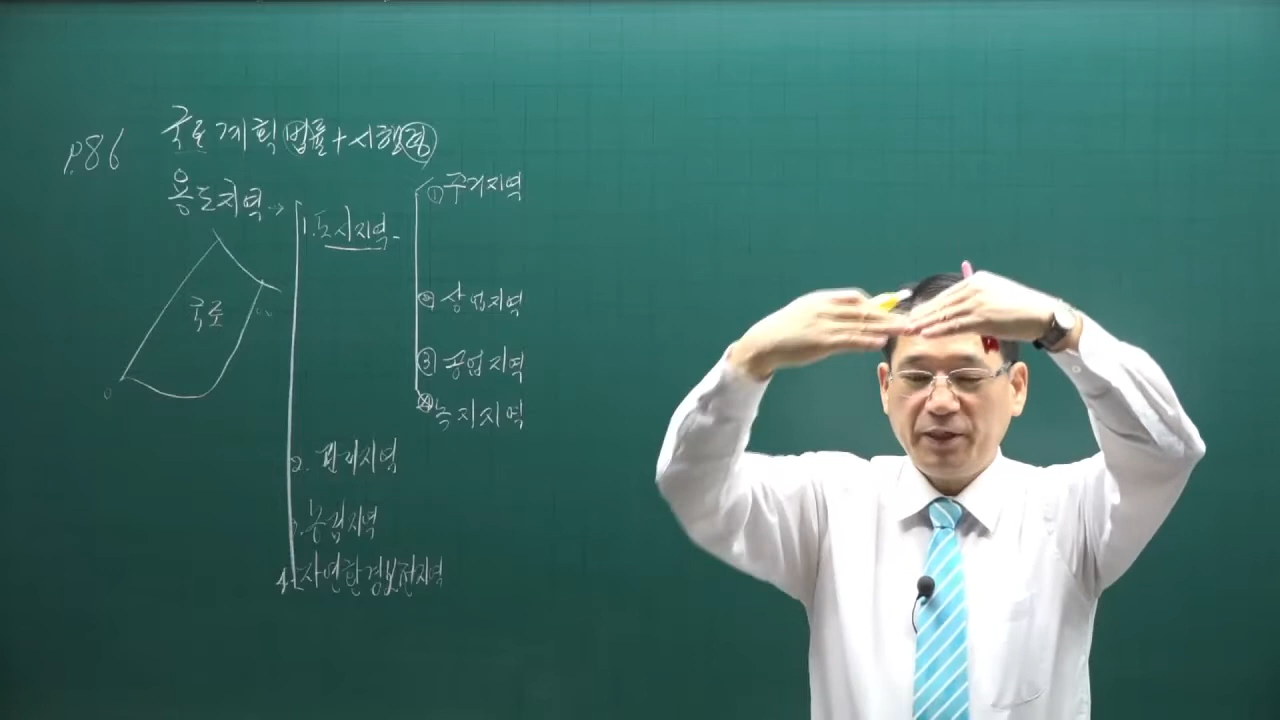 P.86
국토계획법률+시행령
용도지역→
1.도시지역
①주거지역
②상업지역
③공업지역
④녹지지역
국토
2. 관리지역
3. 농림지역
4. 자연환경보전지역